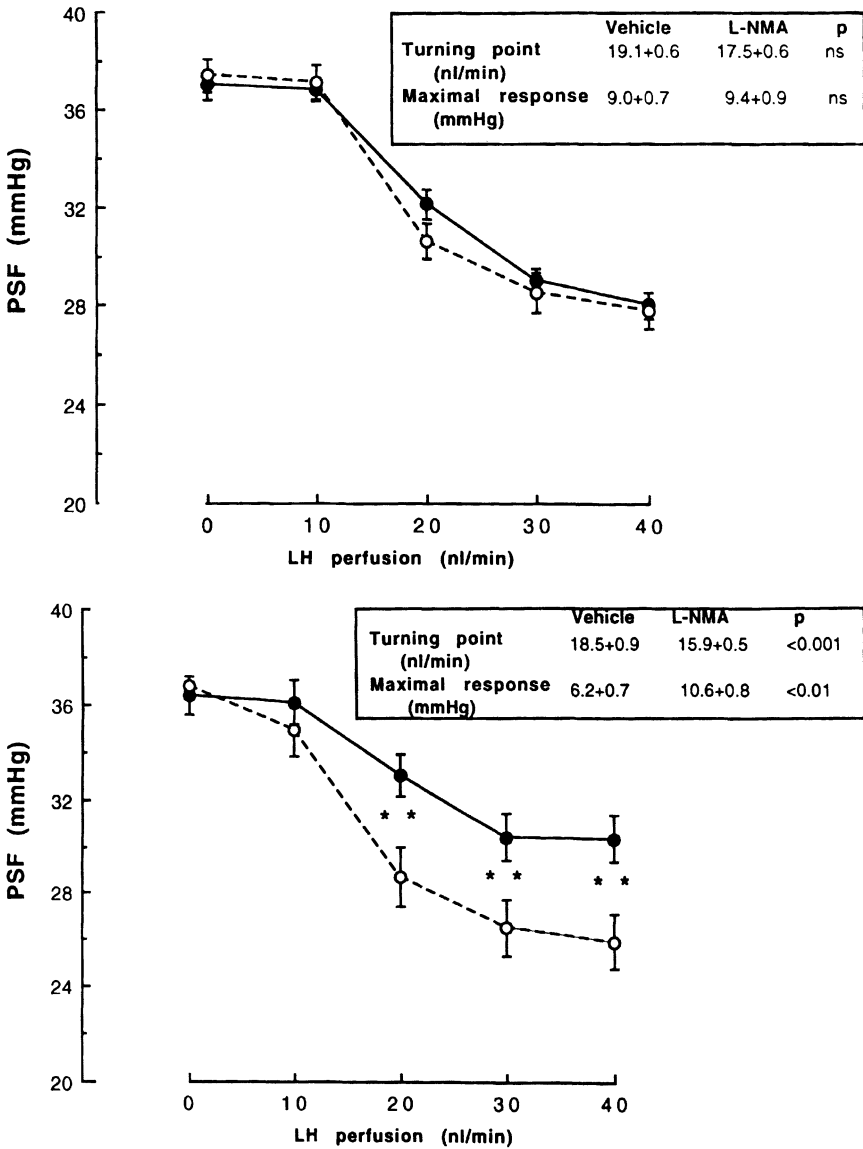 40
36
32
28
24
20
PSF (mmHg)
Vehicle L-NMA p
Turning point 19.1+0.6 17.5+0.6 ns
(nl/min)
Maximal response 9.0+0.7 9.4+0.9 ns
(mmHg)
0 10 20 30 40
LH perfusion (nl/min)
40
36
32
28
24
20
PSF (mmHg)
Vehicle L-NMA p
Turning point 18.5+0.9 15.9+0.5 <0.001
(nl/min)
Maximal response 6.2+0.7 10.6+0.8 <0.01
(mmHg)
* *
* *
* *
0 10 20 30 40
LH perfusion (nl/min)